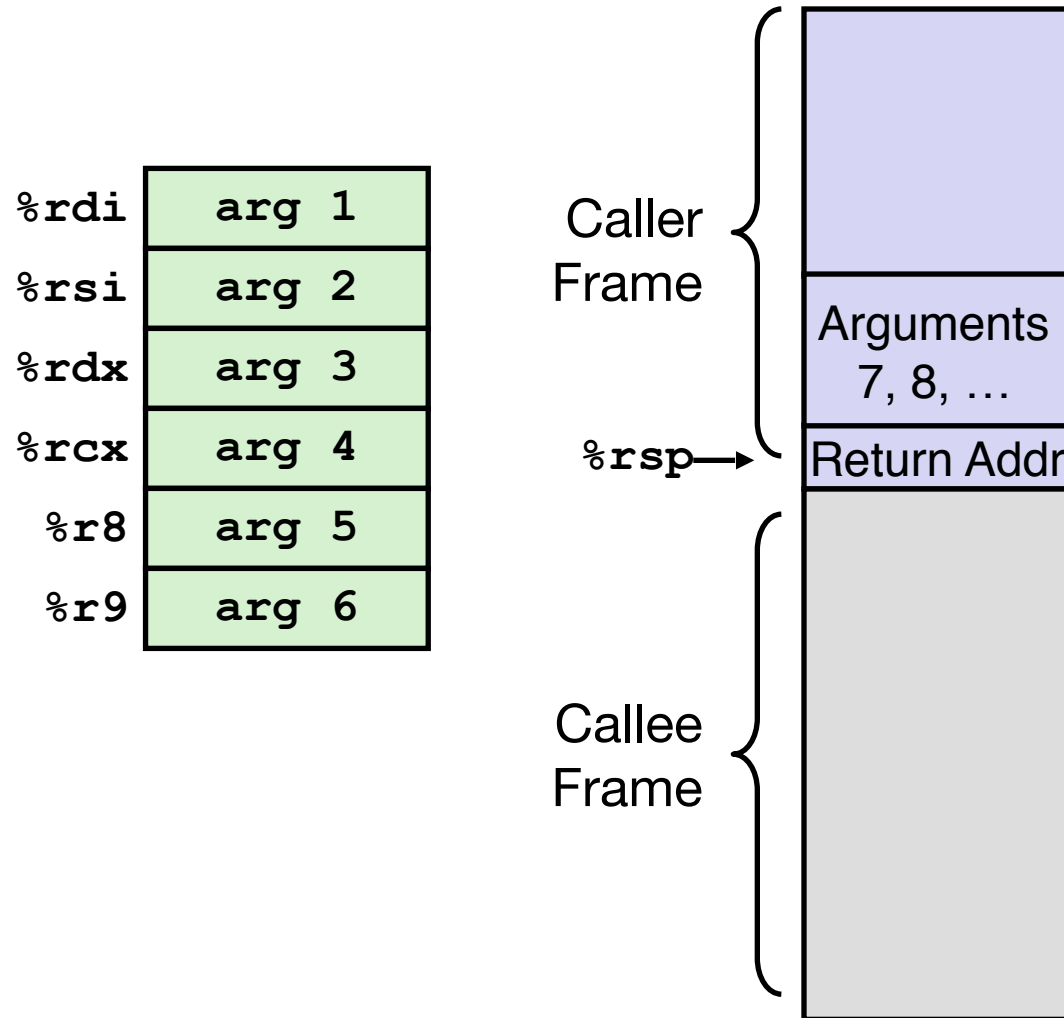 %rdi arg 1
%rsi arg 2
%rdx arg 3
%rcx arg 4
%r8 arg 5
%r9 arg 6
Caller
Frame
Arguments
7, 8, …
%rsp
Return Addr
Callee
Frame